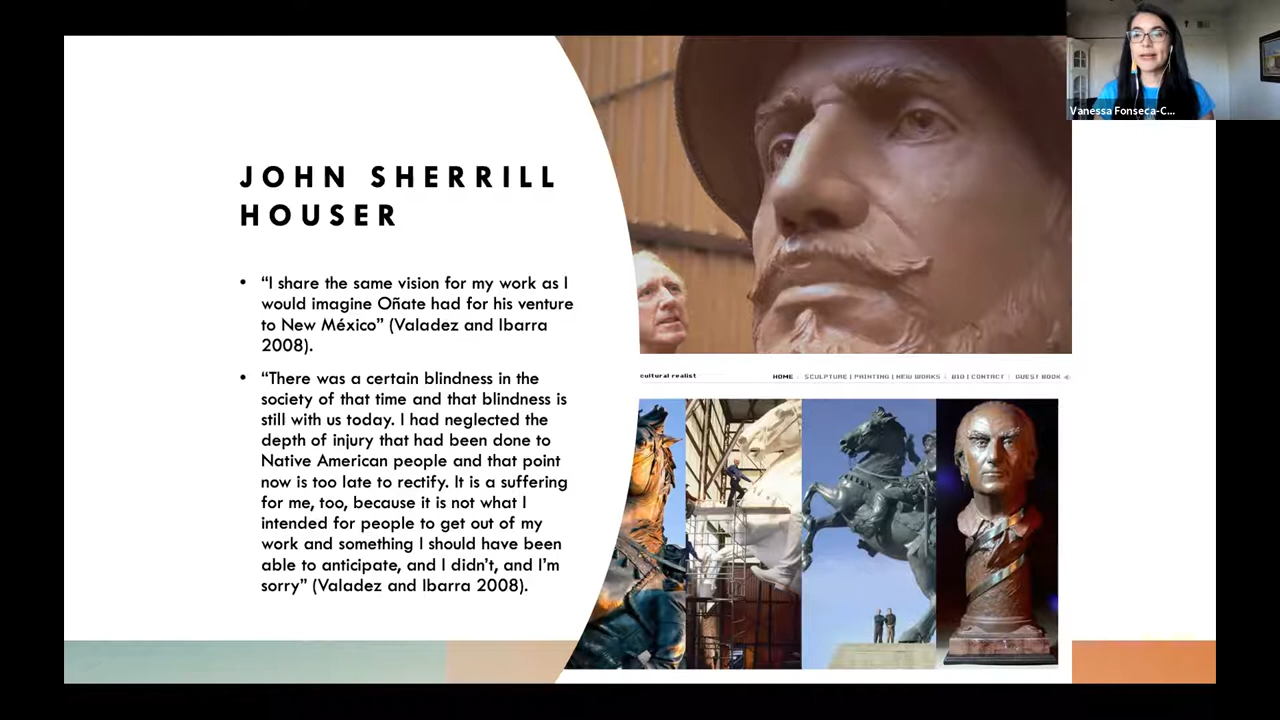 JOHN SHERRILL
HOUSER
• “I share the same vision for my work as I
would imagine Oñate had for his venture
to New México” (Valadez and Ibarra
2008).
• “There was a certain blindness in the
society of that time and that blindness is
still with us today. I had neglected the
depth of injury that had been done to
Native American people and that point
now is too late to rectify. It is a suffering
for me, too, because it is not what I
intended for people to get out of my
work and something I should have been
able to anticipate, and I didn’t, and I’m
sorry” (Valadez and Ibarra 2008).
Vanessa Fonseca-C...
cultural realist
HOME | SCULPTURE | PAINTING | NEW WORKS | BIO | CONTACT | GUEST BOOK